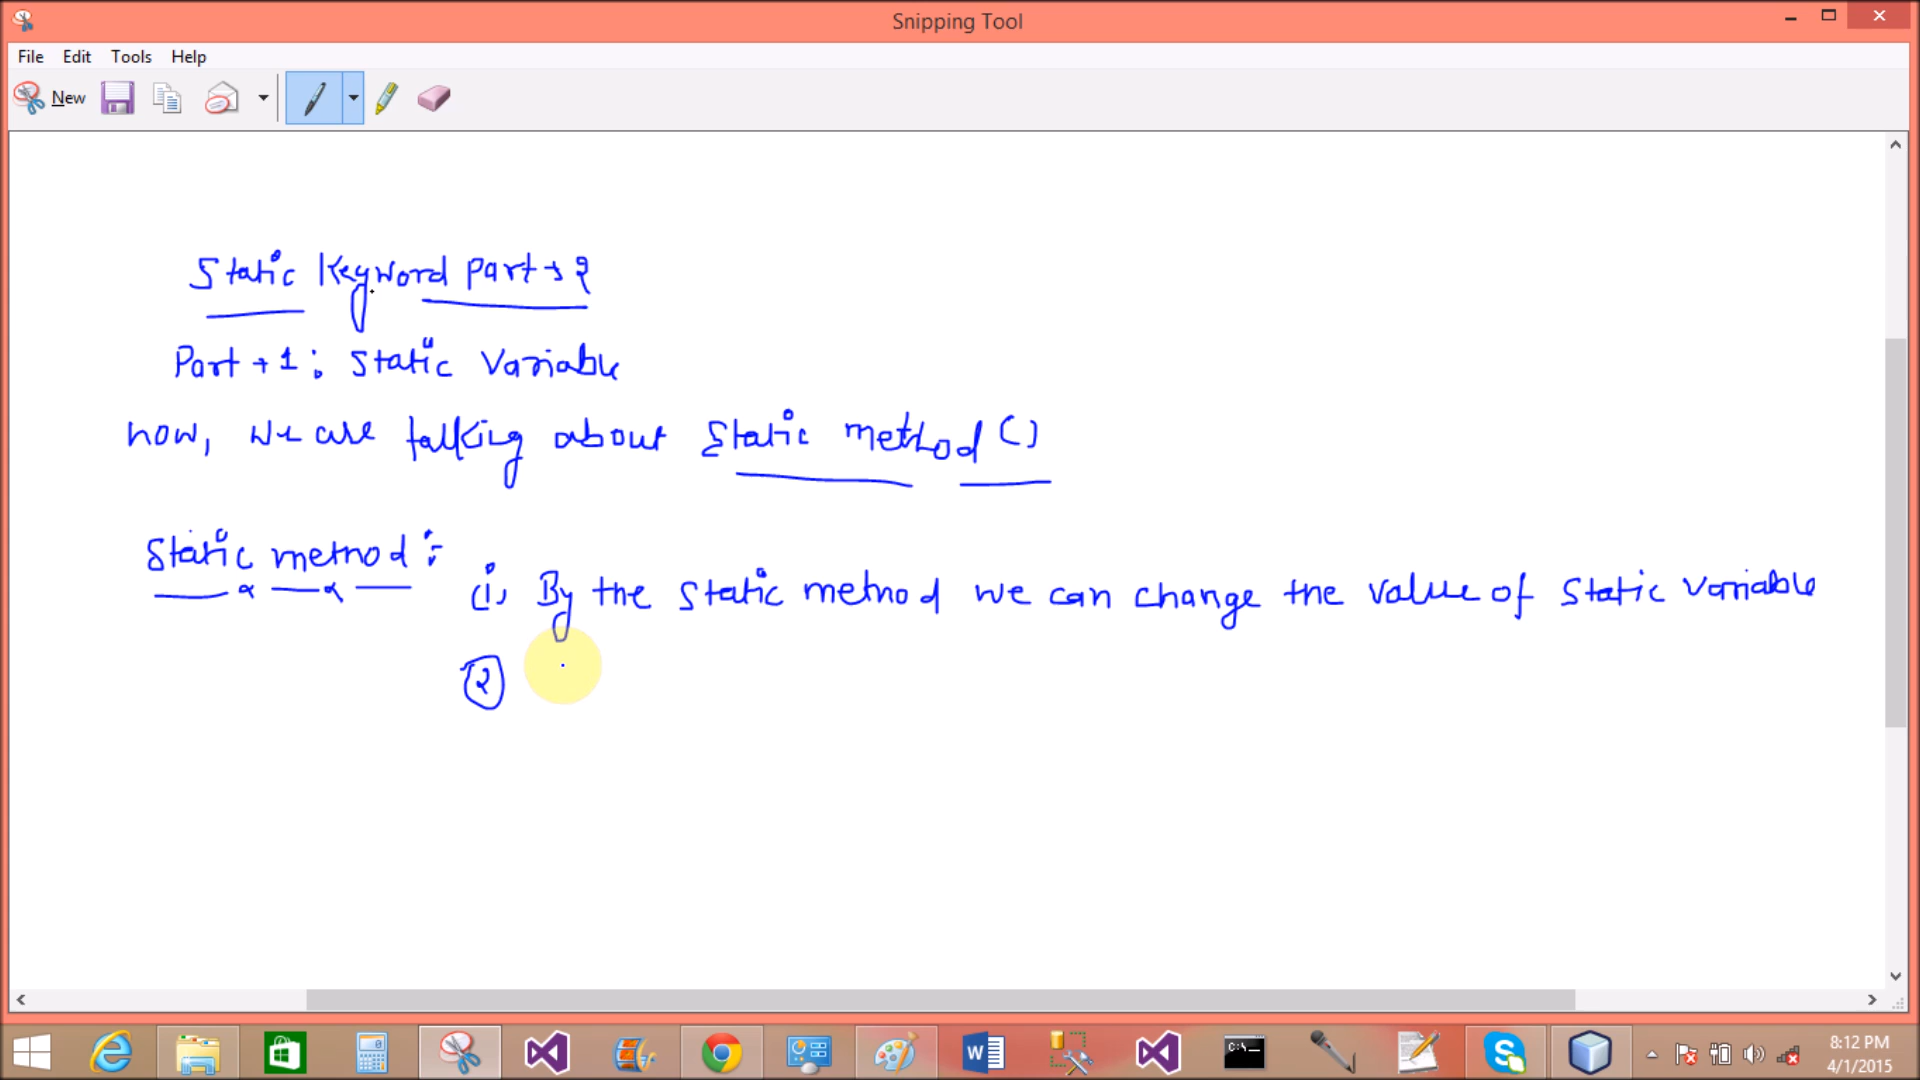 Snipping Tool
File Edit Tools Help
New
Static Keyword Part → 2
Part → 1 : Static Variable
now, we are talking about Static method ()
Static method :
(1) By the Static method we can change the value of Static Variable
2
C:\_
8:12 PM
4/1/2015